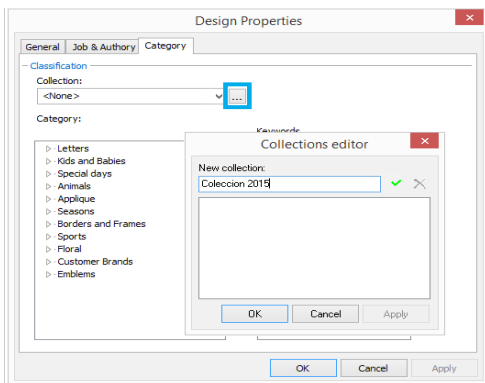 Design Properties
General Job & Authory Category
Classification
Collection:
<None>
...
Category:
Keywords
Letters
Kids and Babies
Special days
Animals
Applique
Seasons
Borders and Frames
Sports
Floral
Customer Brands
Emblems
Collections editor
New collection:
Coleccion 2015
OK Cancel Apply
OK Cancel Apply